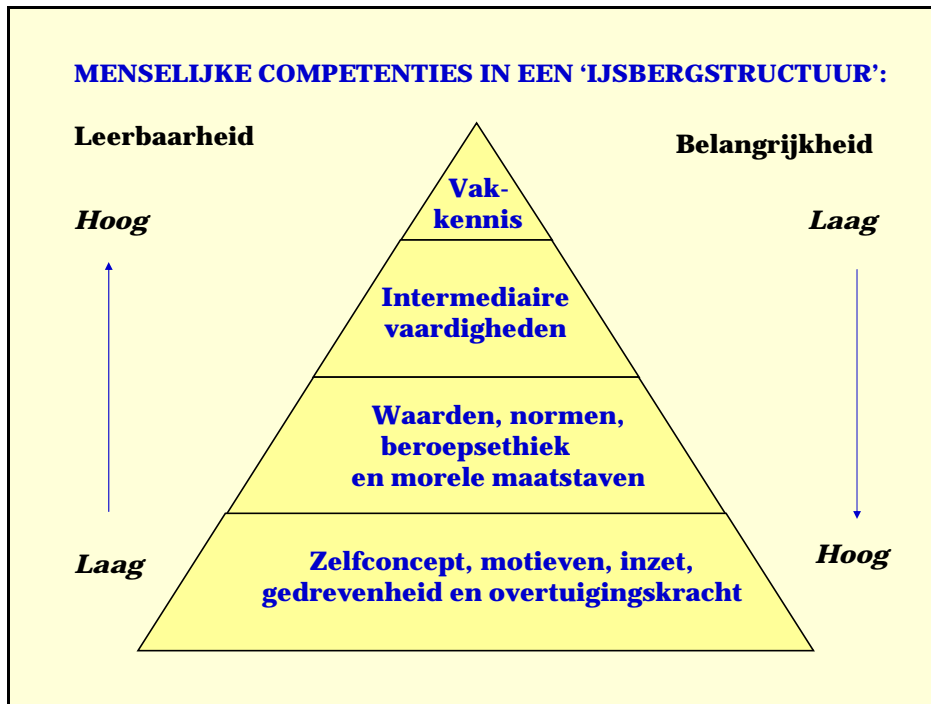 MENSELIJKE COMPETENTIES IN EEN ‘IJSBERGSTRUCTUUR’:
Leerbaarheid
Belangrijkheid
Vak-
kennis
Hoog
Laag
Intermediaire
vaardigheden
Waarden, normen,
beroepsethiek
en morele maatstaven
Laag
Hoog
Zelfconcept, motieven, inzet,
gedrevenheid en overtuigingskracht